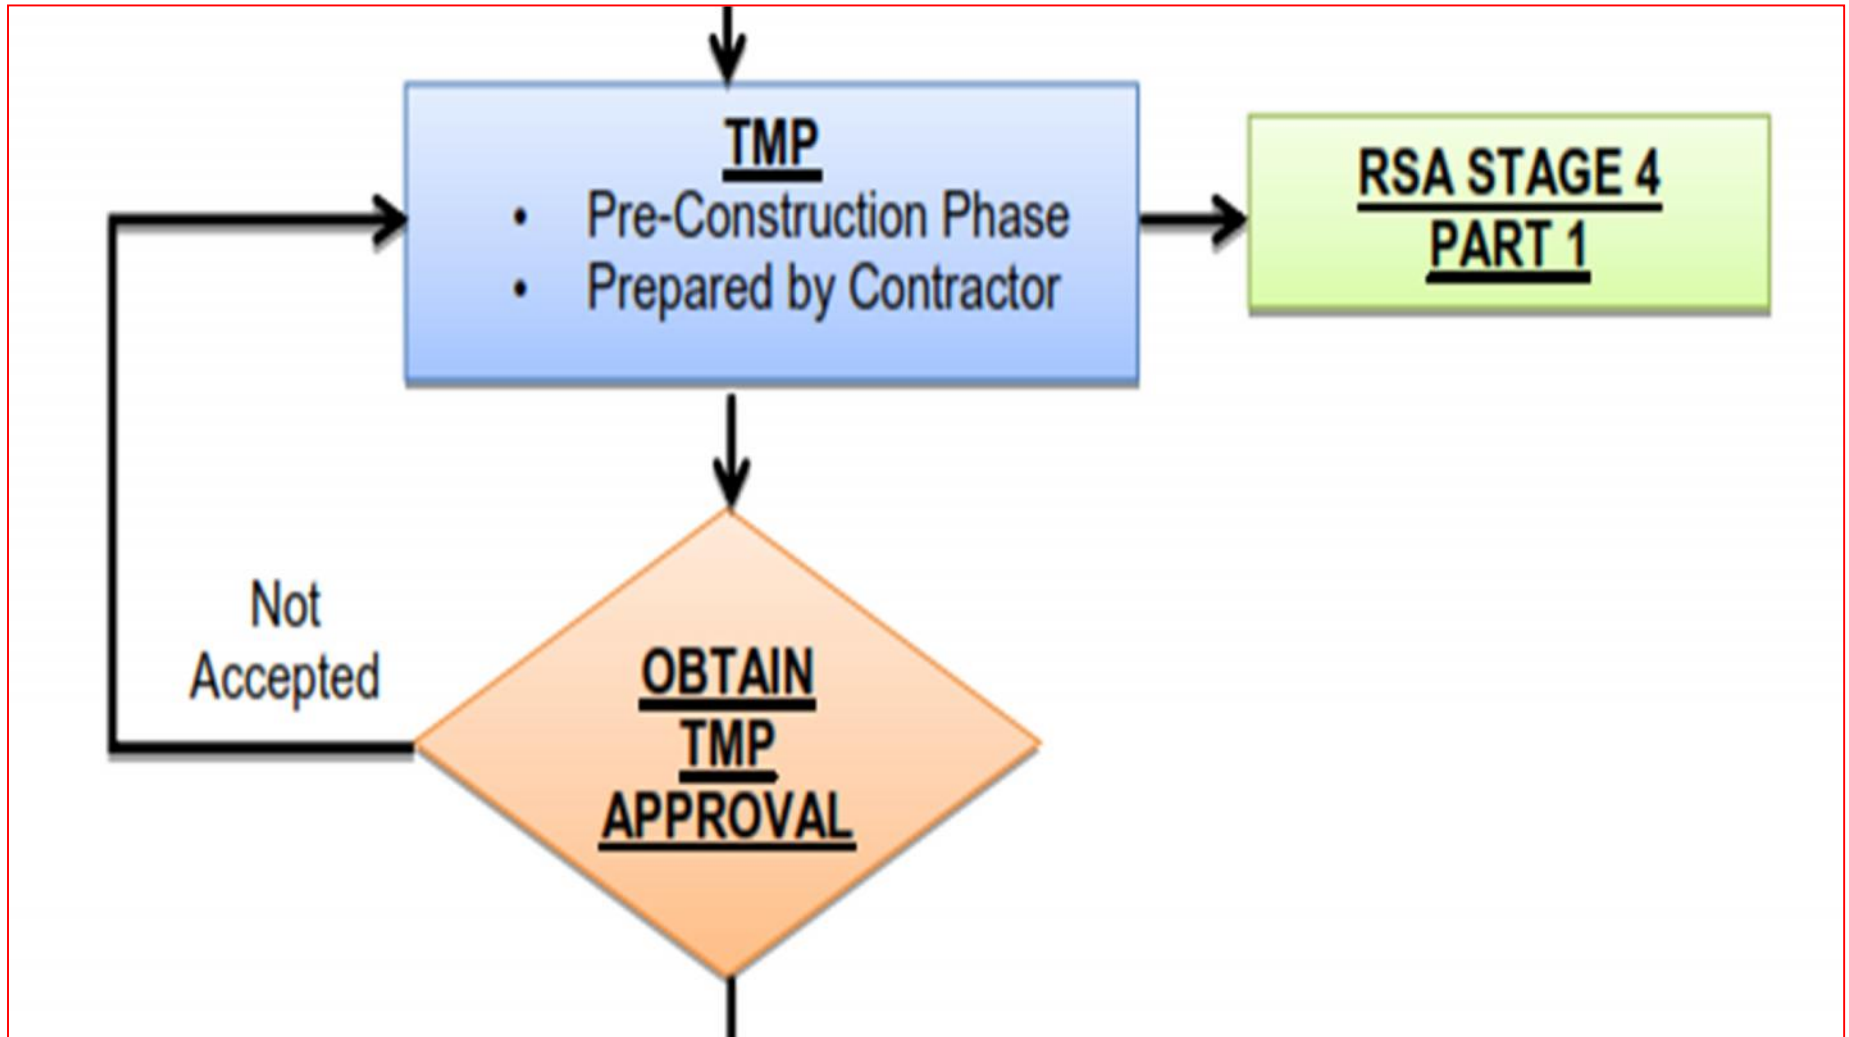 TMP
• Pre-Construction Phase
• Prepared by Contractor
RSA STAGE 4
PART 1
Not
Accepted
OBTAIN
TMP
APPROVAL